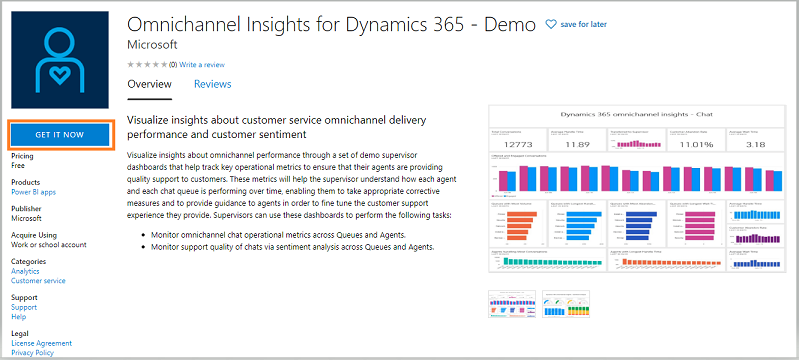 Omnichannel Insights for Dynamics 365 - Demo
save for later
Microsoft
(0) Write a review
Overview
Reviews
GET IT NOW
Pricing
Free
Products
Power BI apps
Publisher
Microsoft
Acquire Using
Work or school account
Categories
Analytics
Customer service
Support
Support
Help
Legal
License Agreement
Privacy Policy
Visualize insights about customer service omnichannel delivery
performance and customer sentiment
Visualize insights about omnichannel performance through a set of demo supervisor
dashboards that help track key operational metrics to ensure that their agents are providing
quality support to customers. These metrics will help the supervisor understand how each agent
and each chat queue is performing over time, enabling them to take appropriate corrective
measures and to provide guidance to agents in order to fine tune the customer support
experience they provide. Supervisors can use these dashboards to perform the following tasks:
• Monitor omnichannel chat operational metrics across Queues and Agents.
• Monitor support quality of chats via sentiment analysis across Queues and Agents.
Dynamics 365 omnichannel insights - Chat
12773
11.89
11.01%
3.18